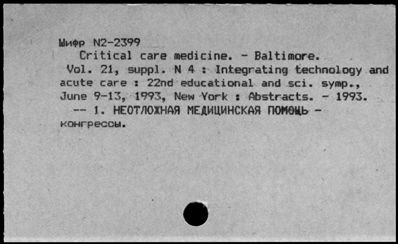 Шифр N2-2399
Critical care medicine. - Baltimore.
Vol. 21, suppl. N 4 : Integrating technology and
acute care : 22nd educational and sci. symp.,
June 9-13, 1993, New York : Abstracts. - 1993.
-- 1. НЕОТЛОЖНАЯ МЕДИЦИНСКАЯ ПОМОЩЬ -
конгрессы.